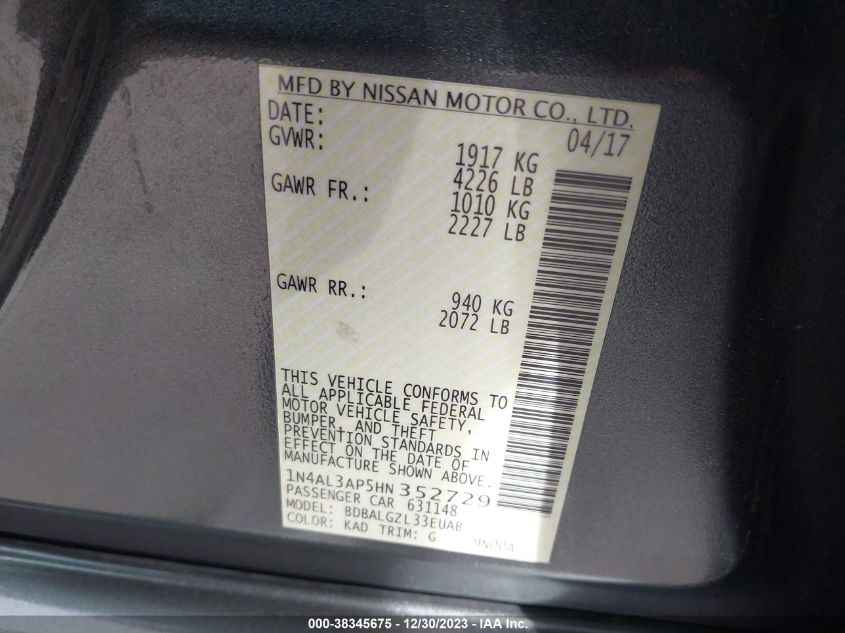 MFD BY NISSAN MOTOR CO., LTD.
DATE: 04/17
GVWR: 1917 KG
4226 LB
GAWR FR.: 1010 KG
2227 LB
GAWR RR.: 940 KG
2072 LB
THIS VEHICLE CONFORMS TO
ALL APPLICABLE FEDERAL
MOTOR VEHICLE SAFETY,
BUMPER, AND THEFT
PREVENTION STANDARDS IN
EFFECT ON THE DATE OF
MANUFACTURE SHOWN ABOVE.
1N4AL3AP5HN352729
PASSENGER CAR 631148
MODEL: BDBALGZL33EUAB
COLOR: KAD TRIM: G 9N00A
000-38345675 - 12/30/2023 - IAA Inc.